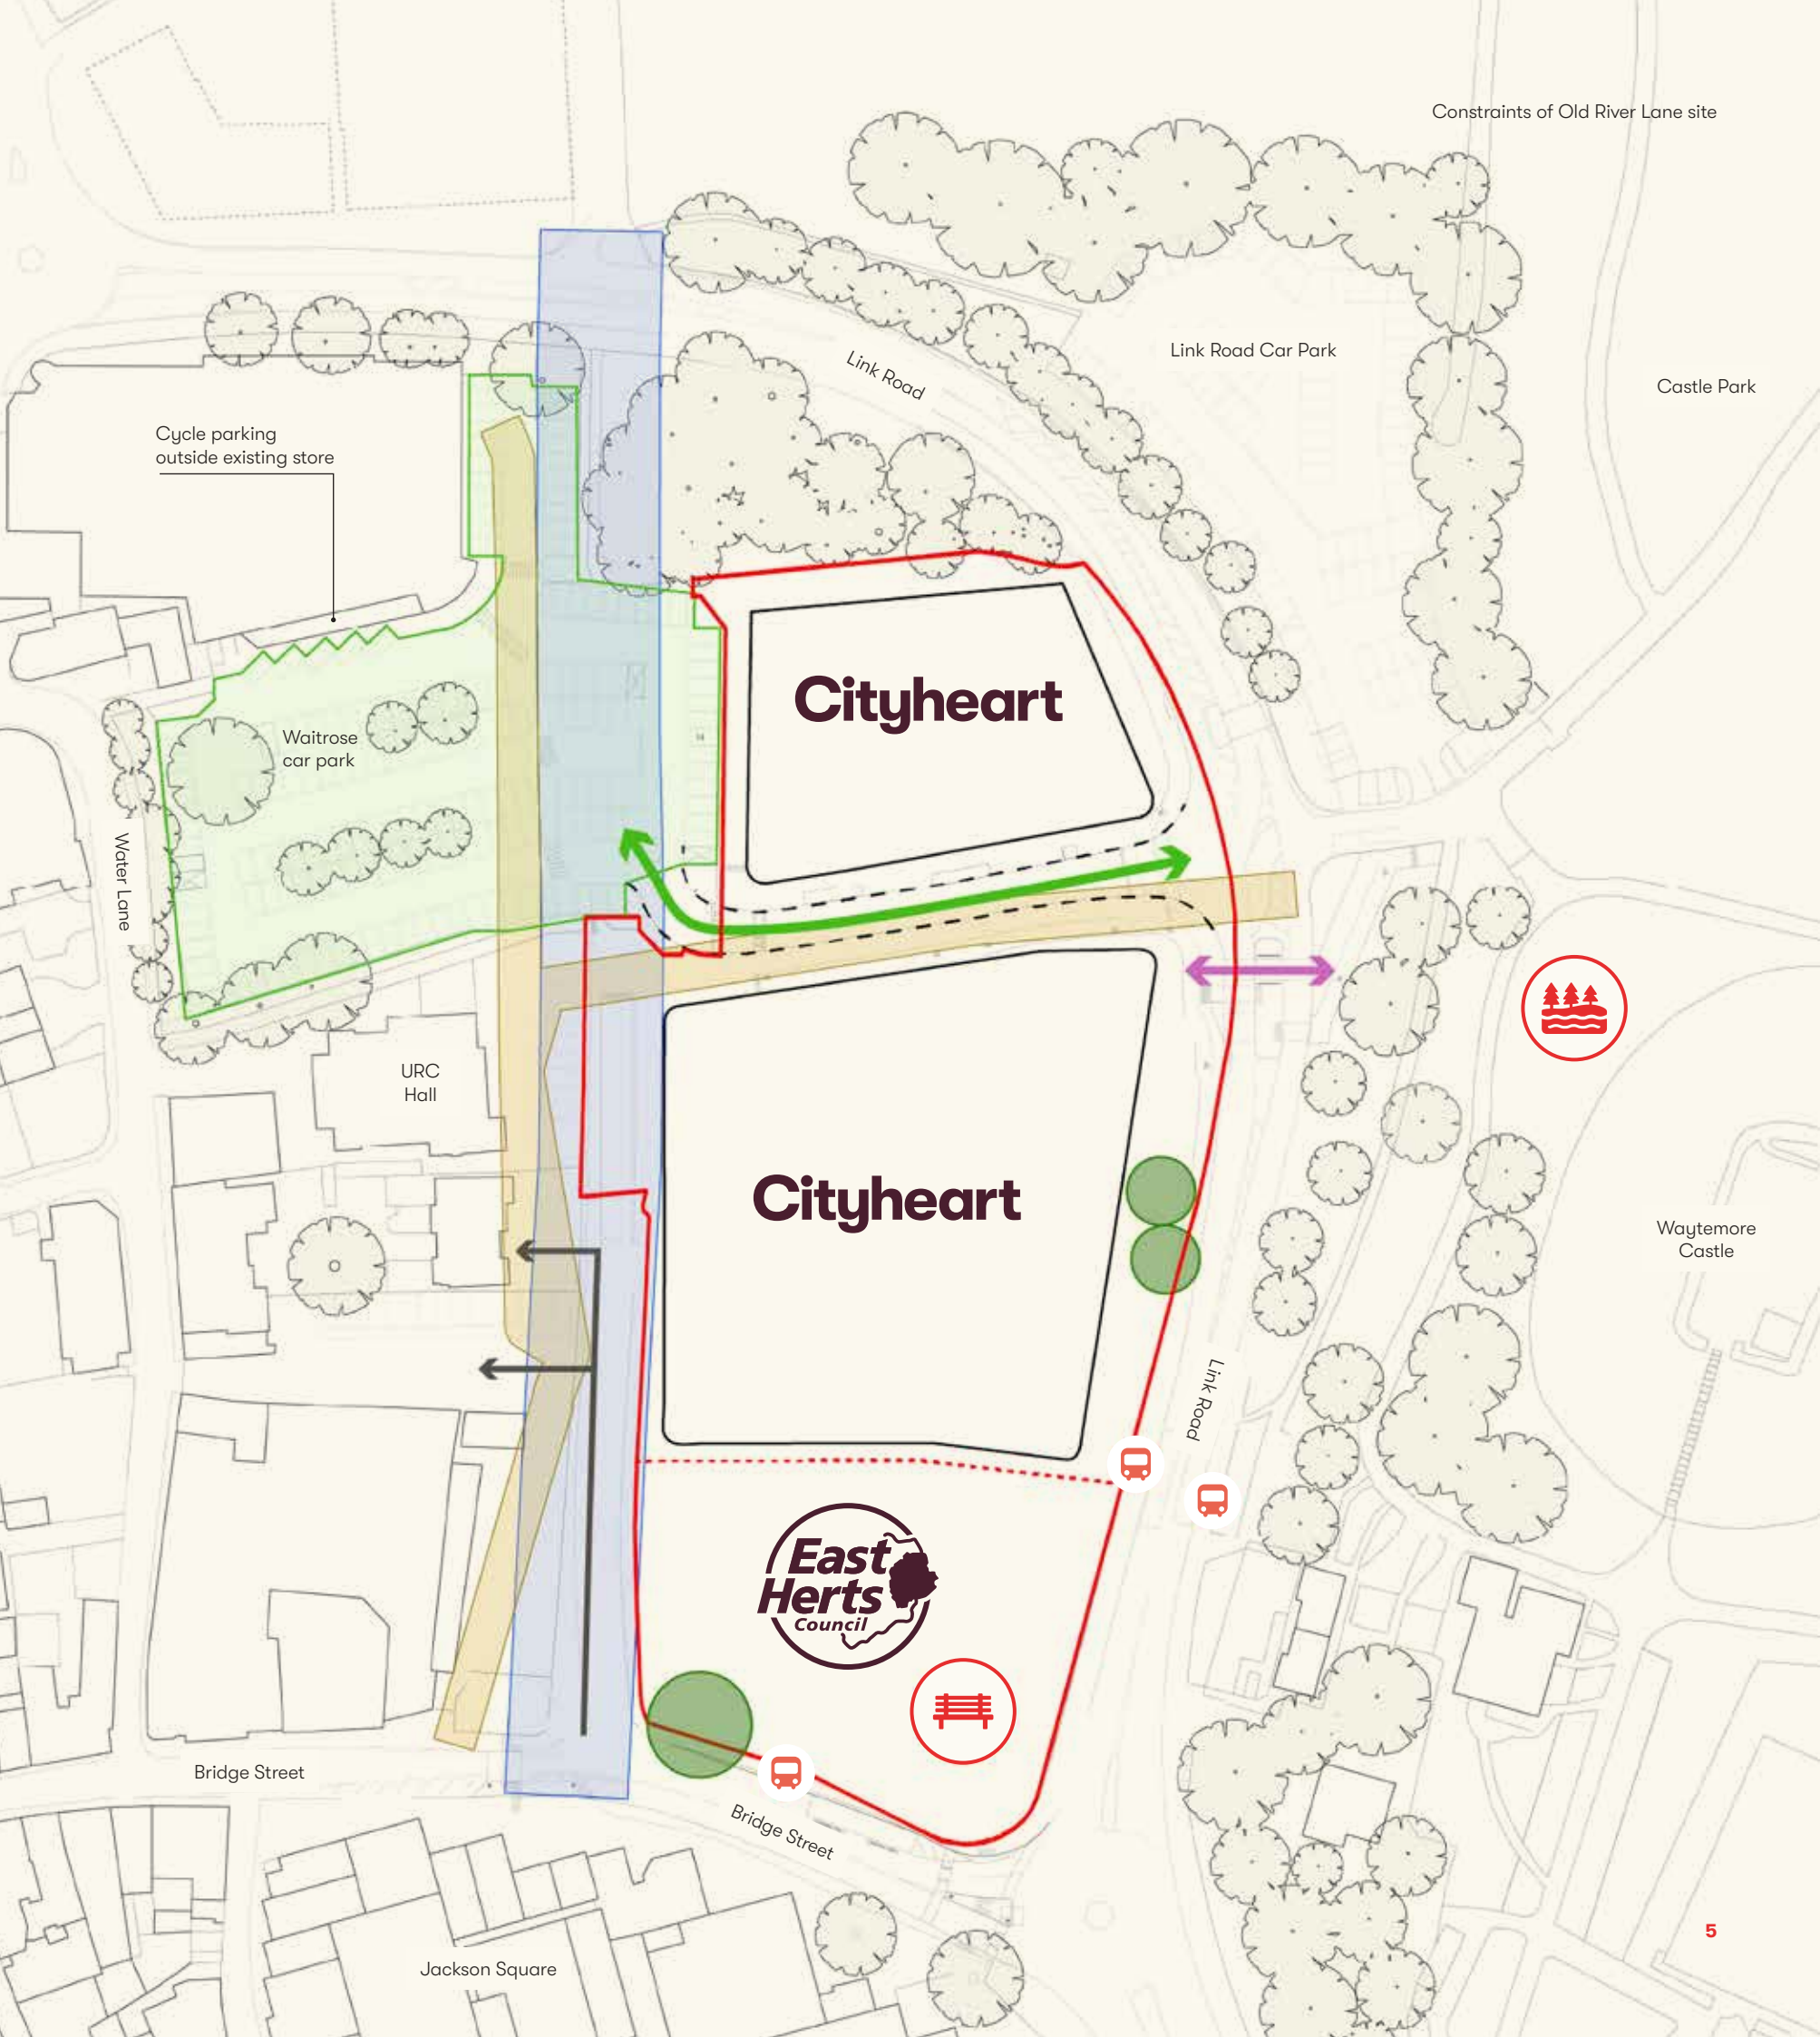 Constraints of Old River Lane site
Link Road
Link Road Car Park
Castle Park
Cycle parking
outside existing store
Cityheart
Waitrose
car park
Water Lane
URC
Hall
Cityheart
Waytemore
Castle
Link Road
East
Herts
Council
Bridge Street
Bridge Street
Jackson Square
5